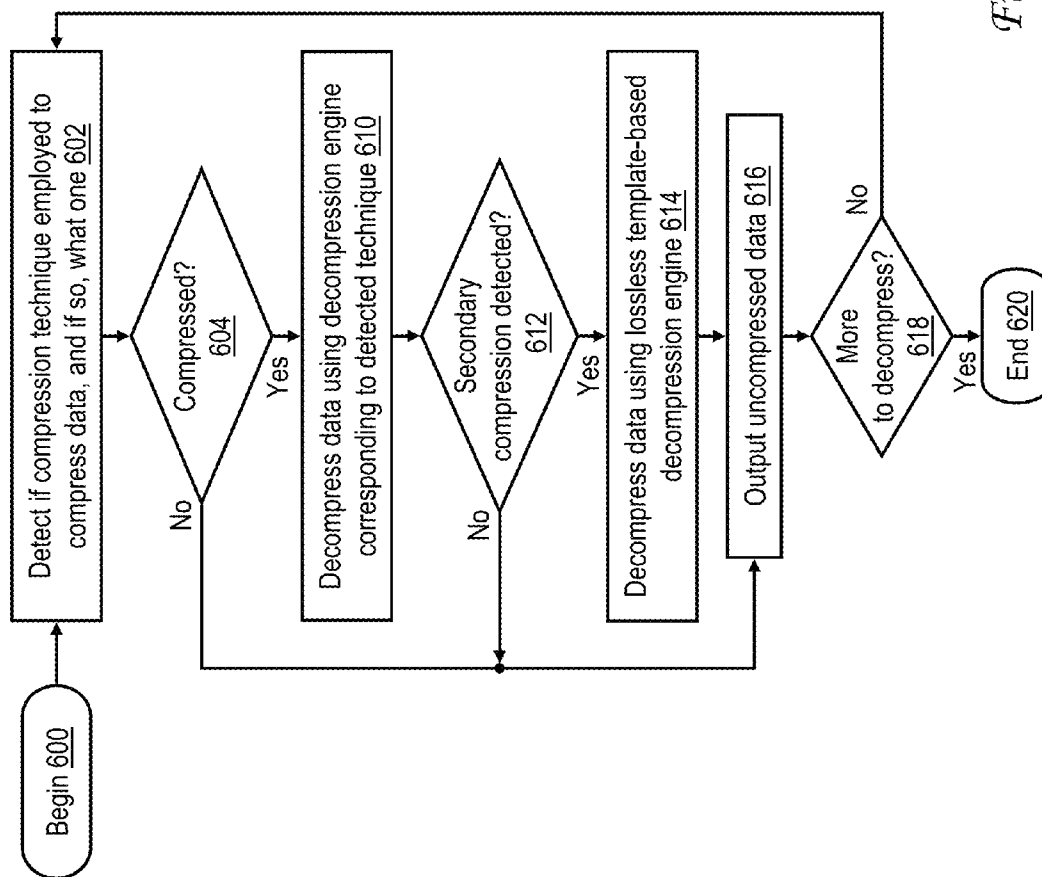 Begin 600
Detect if compression technique employed to
compress data, and if so, what one 602
Compressed?
604
No
Yes
Decompress data using decompression engine
corresponding to detected technique 610
Secondary
compression detected?
612
No
Yes
Decompress data using lossless template-based
decompression engine 614
Output uncompressed data 616
More
to decompress?
618
No
Yes
End 620